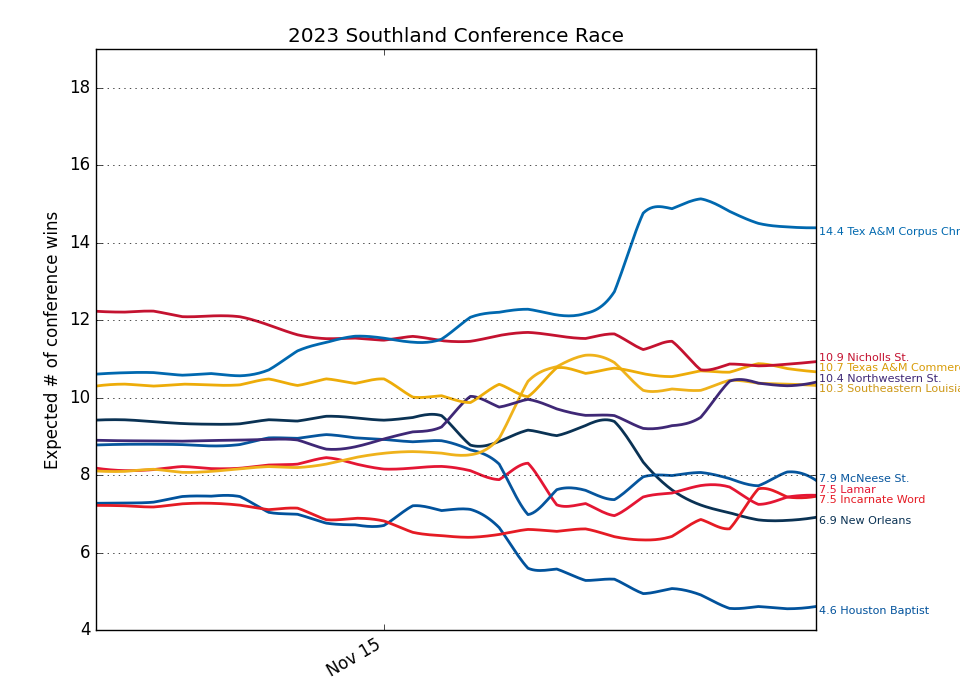 2023 Southland Conference Race
Expected # of conference wins
18
16
14
12
10
8
6
4
Nov 15
14.4 Tex A&M Corpus Chr
10.9 Nicholls St.
10.7 Texas A&M Commerc
10.4 Northwestern St.
10.3 Southeastern Louisia
7.9 McNeese St.
7.5 Lamar
7.5 Incarnate Word
6.9 New Orleans
4.6 Houston Baptist